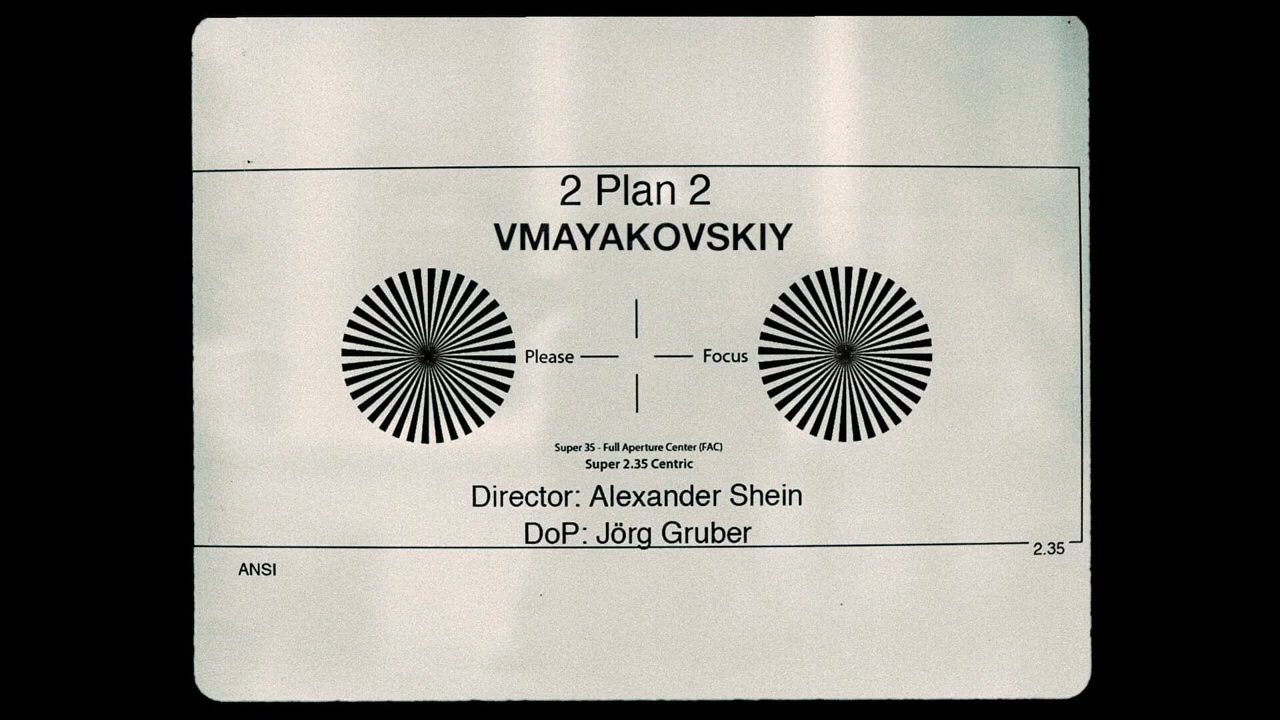 2 Plan 2
VMAYAKOVSKIY
Please
Focus
Super 35 - Full Aperture Center (FAC)
Super 2.35 Centric
Director: Alexander Shein
DoP: Jörg Gruber
2.35
ANSI